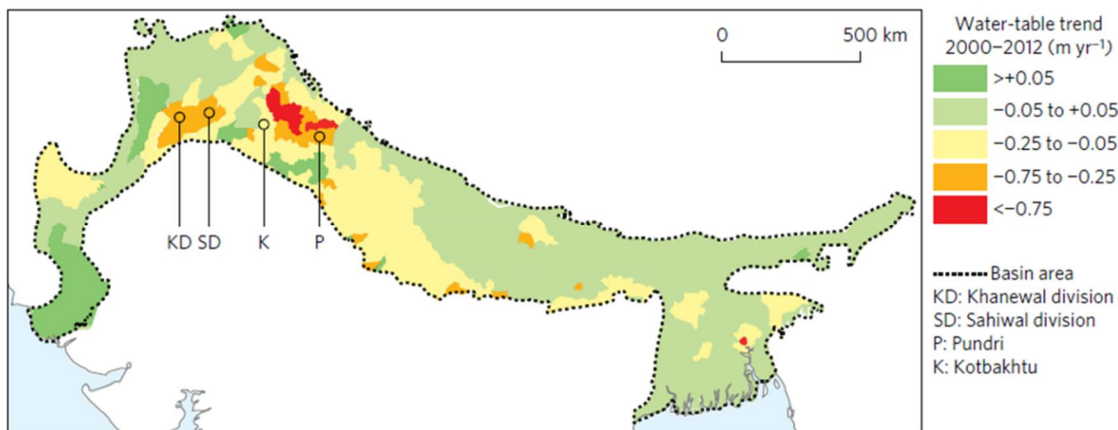 0 500 km
KD SD K P
Water-table trend
2000–2012 (m yr⁻¹)
>+0.05
−0.05 to +0.05
−0.25 to −0.05
−0.75 to −0.25
<−0.75
Basin area
KD: Khanewal division
SD: Sahiwal division
P: Pundri
K: Kotbakhtu